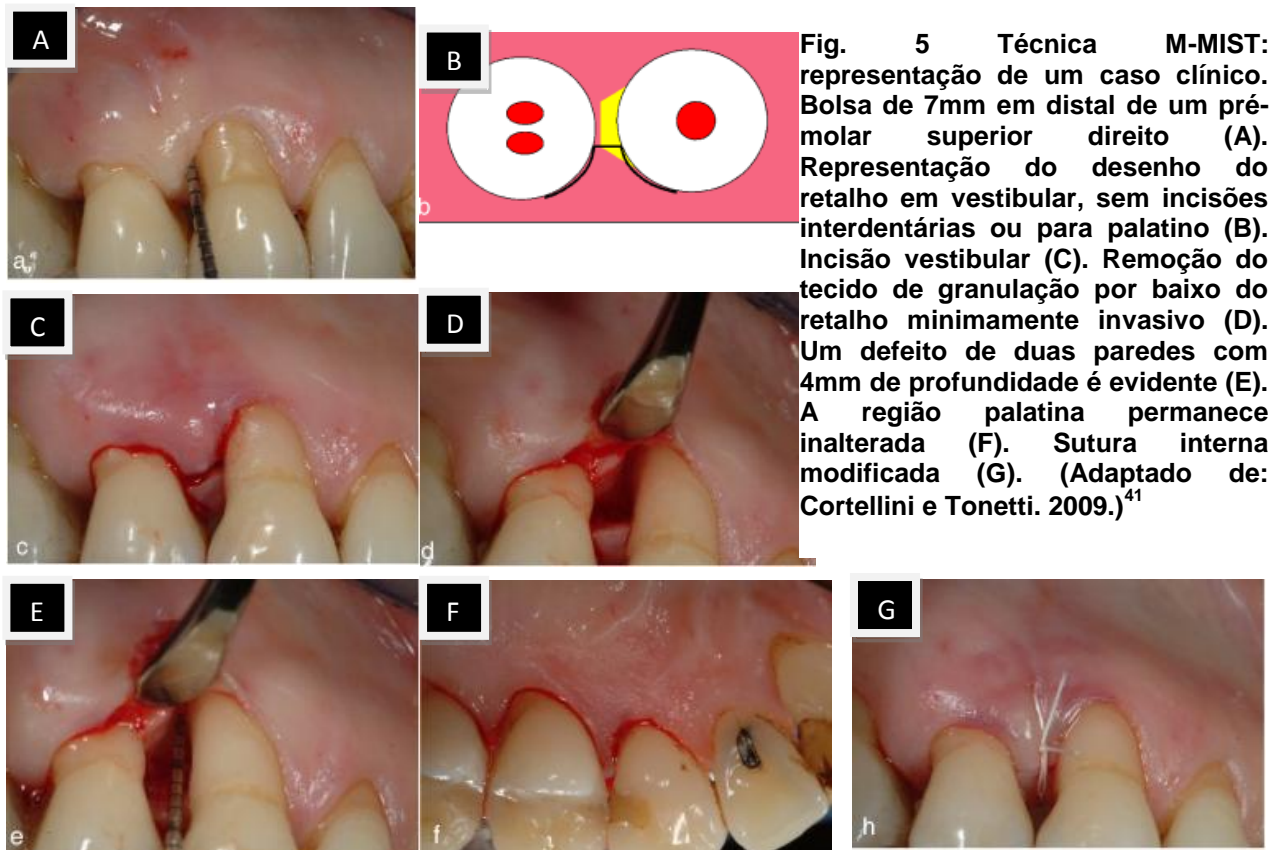 A
B
Fig. 5 Técnica M-MIST:
representação de um caso clínico.
Bolsa de 7mm em distal de um pré-
molar superior direito (A).
Representação do desenho do
retalho em vestibular, sem incisões
interdentárias ou para palatino (B).
Incisão vestibular (C). Remoção do
tecido de granulação por baixo do
retalho minimamente invasivo (D).
Um defeito de duas paredes com
4mm de profundidade é evidente (E).
A região palatina permanece
inalterada (F). Sutura interna
modificada (G). (Adaptado de:
Cortellini e Tonetti. 2009.)41
a
b
C
D
c
d
E
F
G
e
f
h